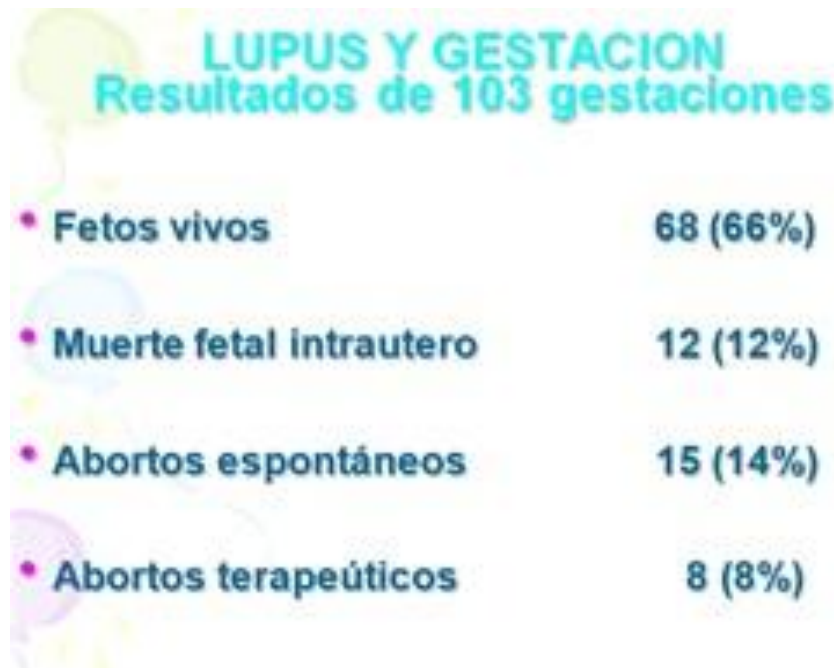 LUPUS Y GESTACION
Resultados de 103 gestaciones
• Fetos vivos 68 (66%)
• Muerte fetal intrautero 12 (12%)
• Abortos espontáneos 15 (14%)
• Abortos terapeúticos 8 (8%)